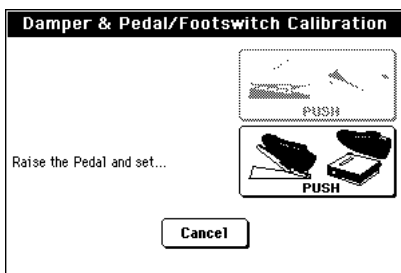 Damper & Pedal/Footswitch Calibration
PUSH
Raise the Pedal and set...
PUSH
Cancel